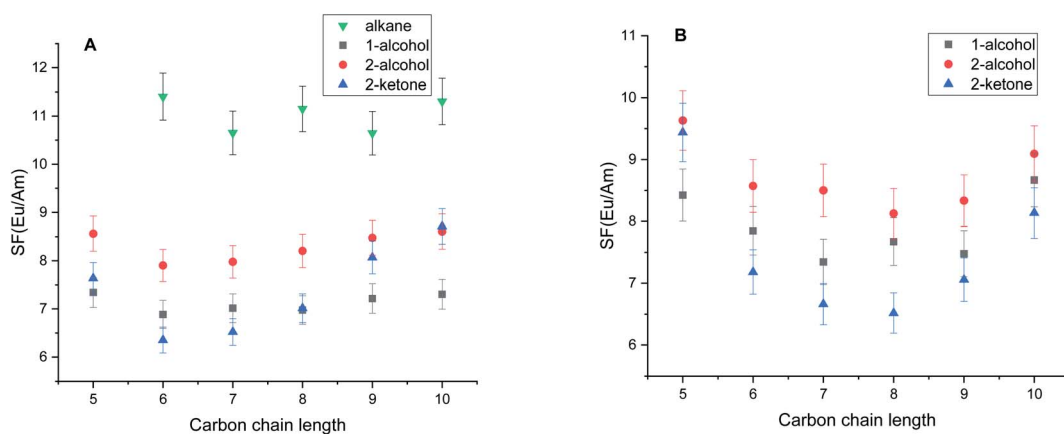 A
alkane
1-alcohol
2-alcohol
2-ketone
12
11
10
9
8
7
6
SF(Eu/Am)
5 6 7 8 9 10
Carbon chain length
B
1-alcohol
2-alcohol
2-ketone
11
10
9
8
7
6
SF(Eu/Am)
5 6 7 8 9 10
Carbon chain length